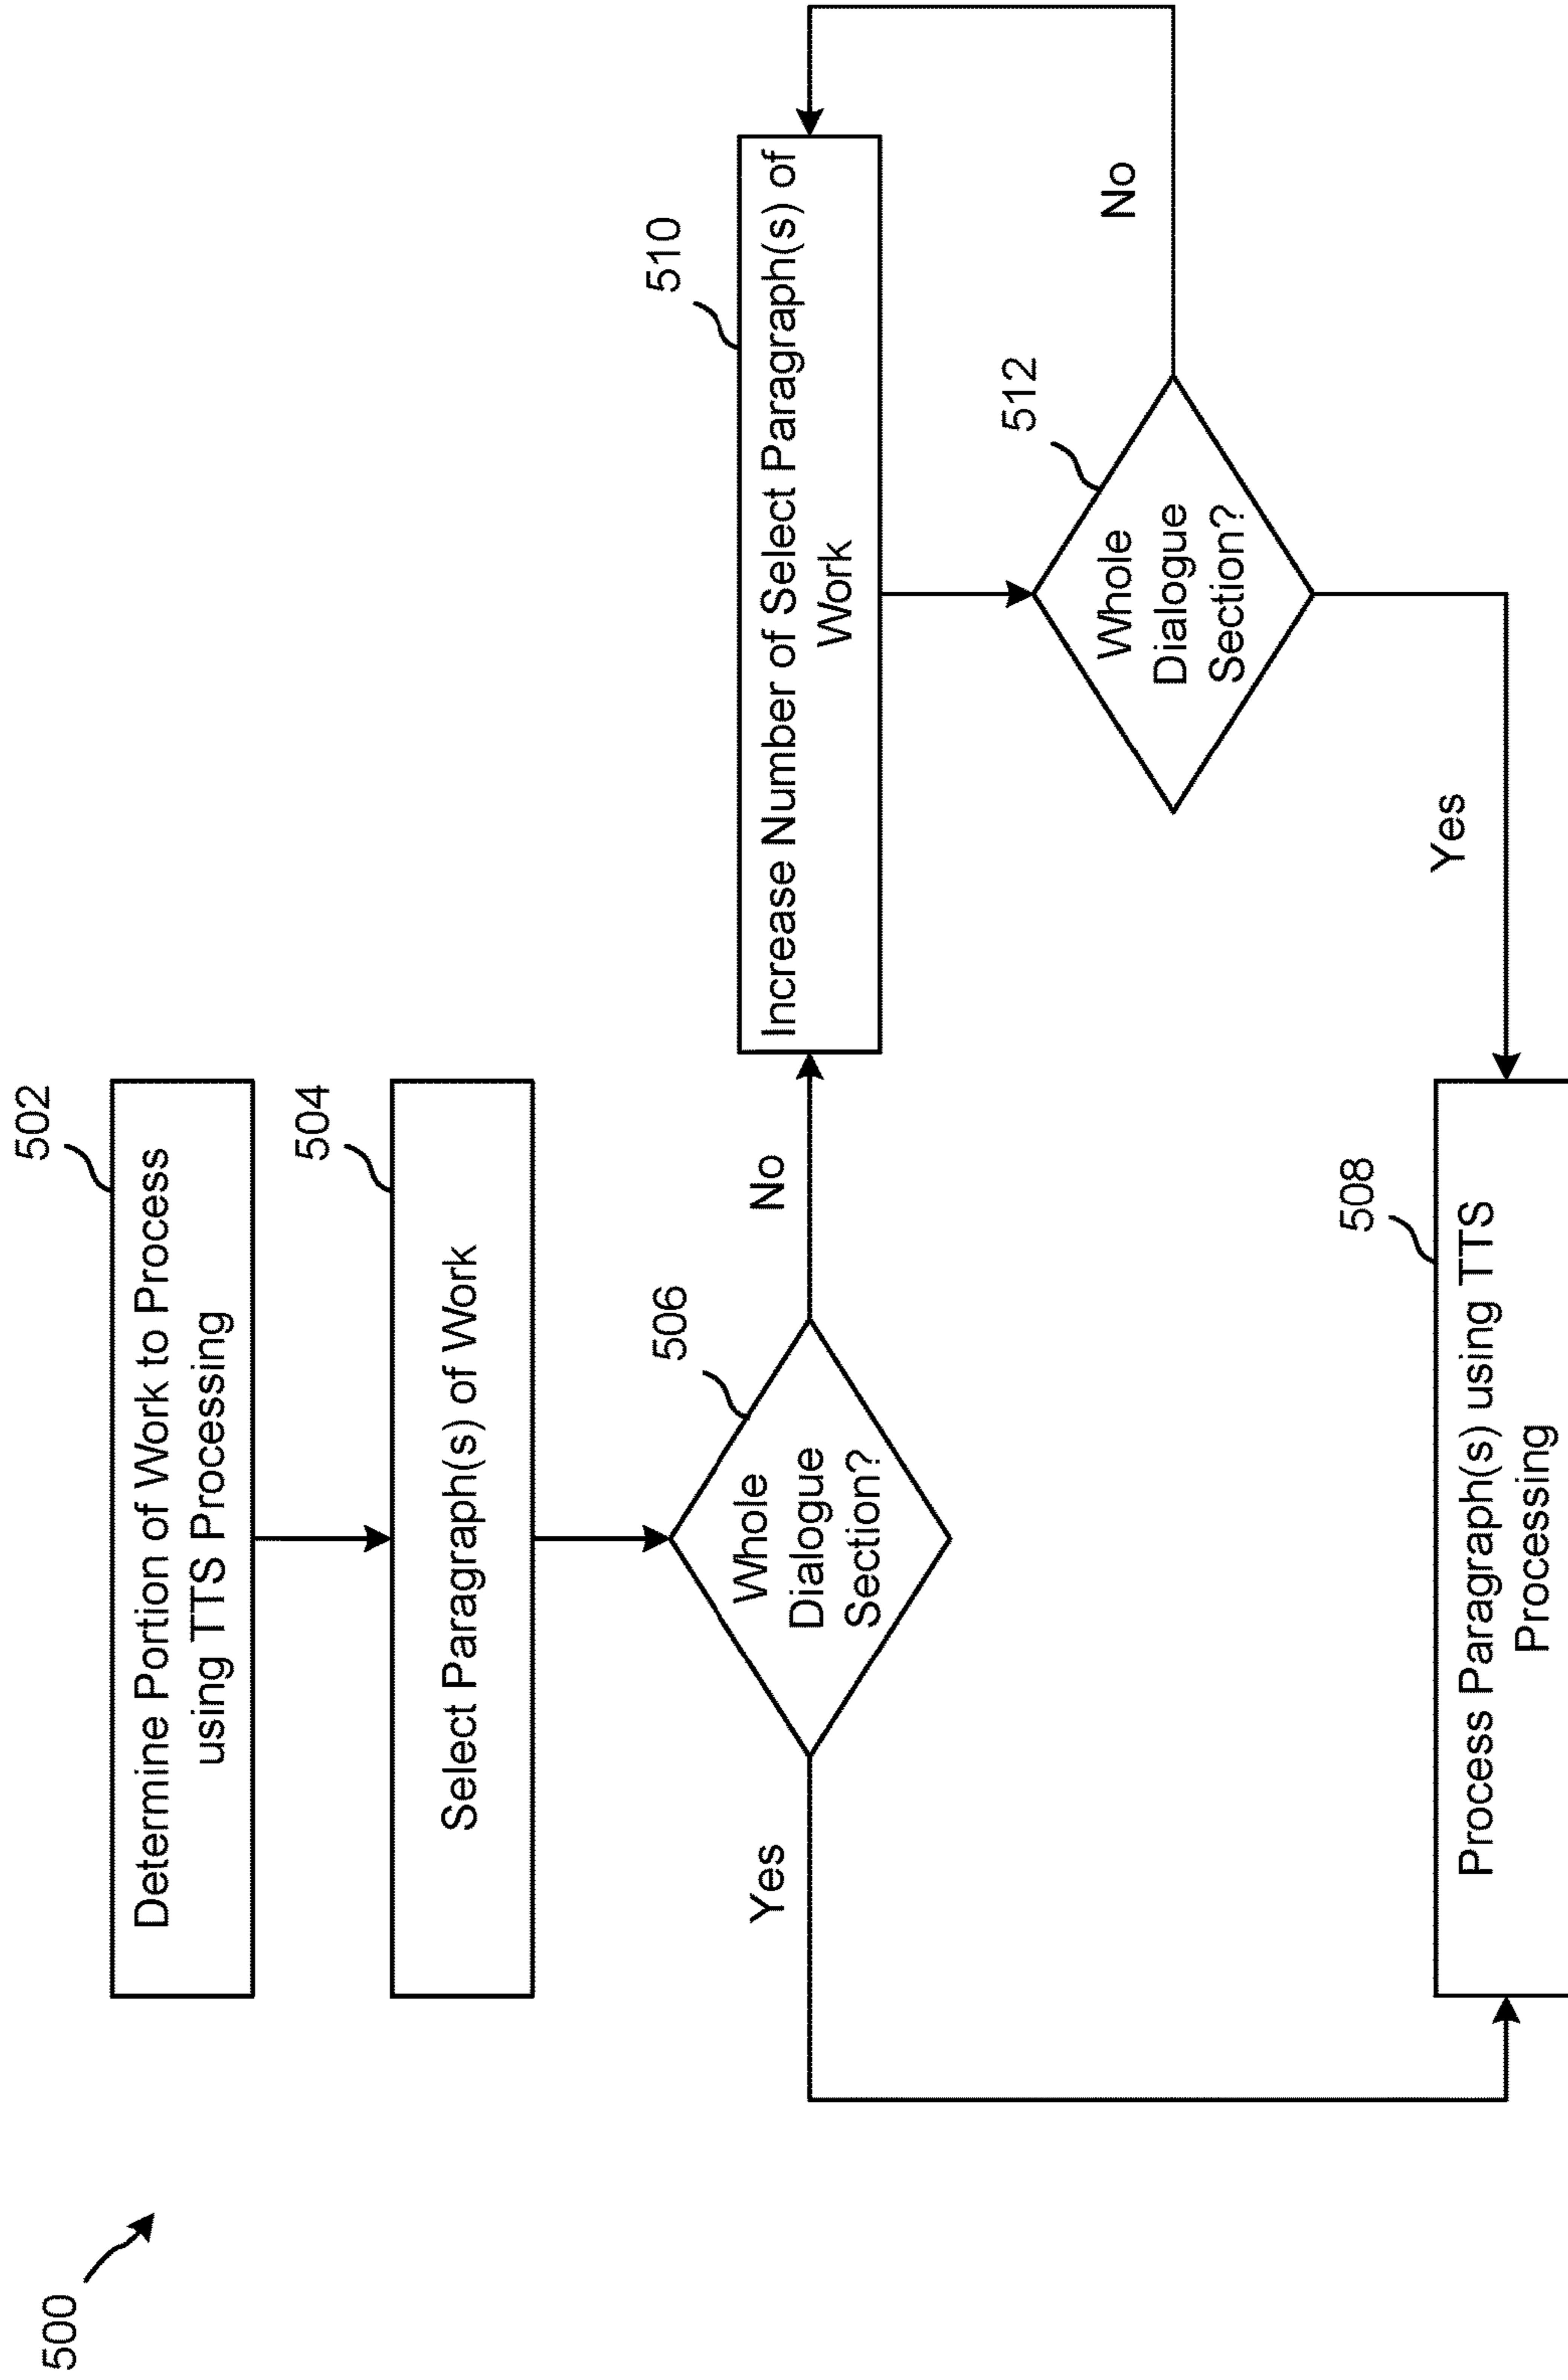 500
502
Determine Portion of Work to Process
using TTS Processing
504
Select Paragraph(s) of Work
506
Whole
Dialogue
Section?
Yes
No
510
Increase Number of Select Paragraph(s) of
Work
512
Whole
Dialogue
Section?
No
Yes
508
Process Paragraph(s) using TTS
Processing